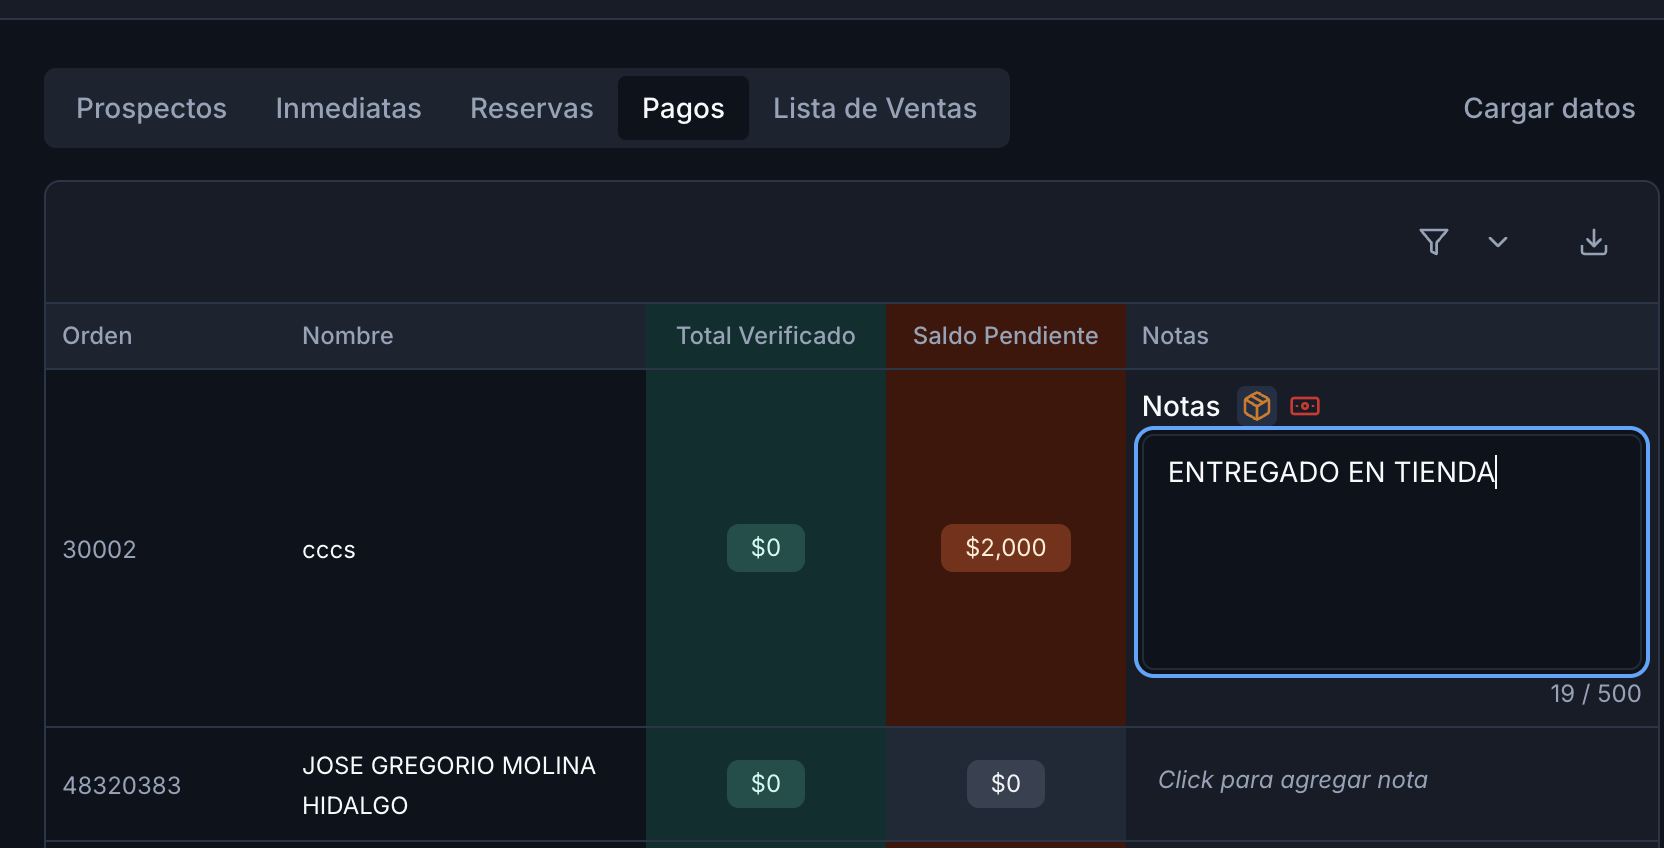 Prospectos Inmediatas Reservas Pagos Lista de Ventas Cargar datos
Orden Nombre Total Verificado Saldo Pendiente Notas
Notas
ENTREGADO EN TIENDA
30002 cccs $0 $2,000
19 / 500
48320383 JOSE GREGORIO MOLINA HIDALGO $0 $0 Click para agregar nota